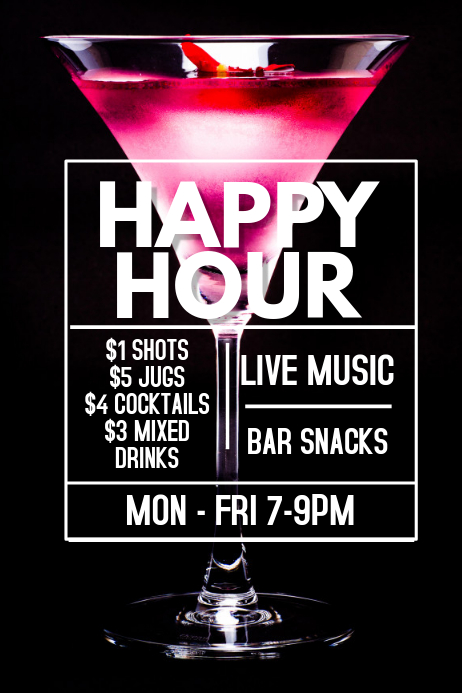 HAPPY
HOUR
$1 SHOTS
$5 JUGS
$4 COCKTAILS
$3 MIXED
DRINKS
LIVE MUSIC
BAR SNACKS
MON - FRI 7-9PM